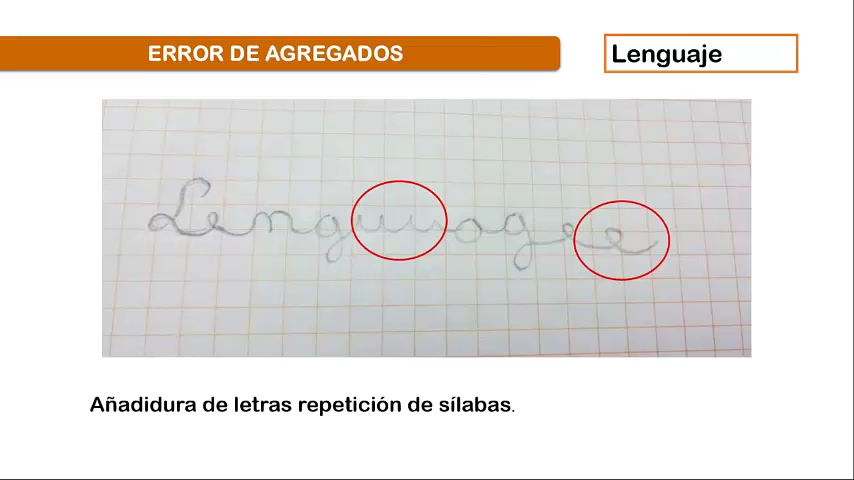 ERROR DE AGREGADOS
Lenguaje
Lenguuagee
Añadidura de letras repetición de sílabas.